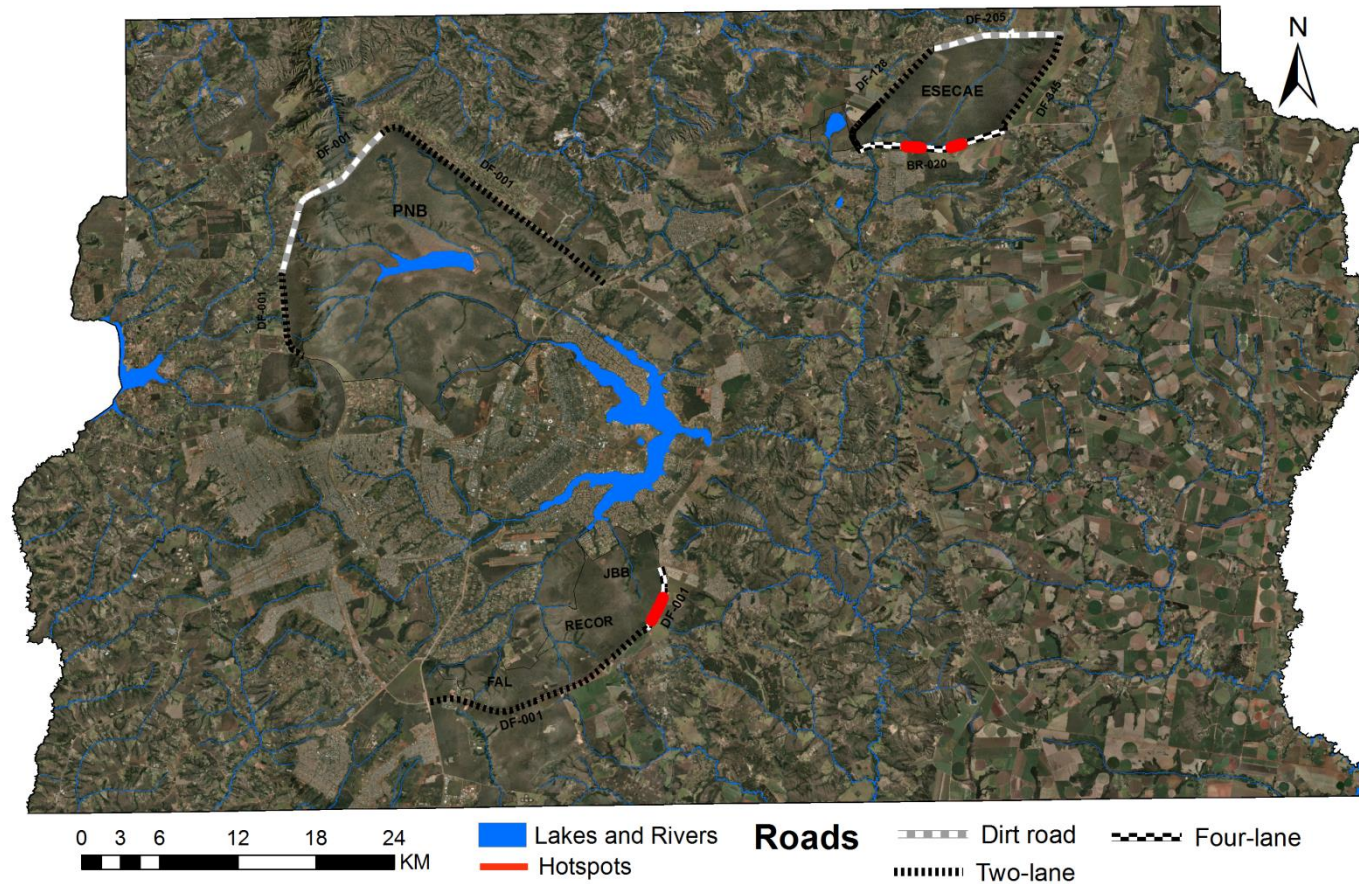 DF-205
N
DF-128
ESECAE
DF-345
DF-001
BR-020
DF-001
PNB
DF-001
JBB
DF-001
RECOR
FAL
DF-001
0 3 6 12 18 24
KM
Lakes and Rivers
Hotspots
Roads
Dirt road
Two-lane
Four-lane